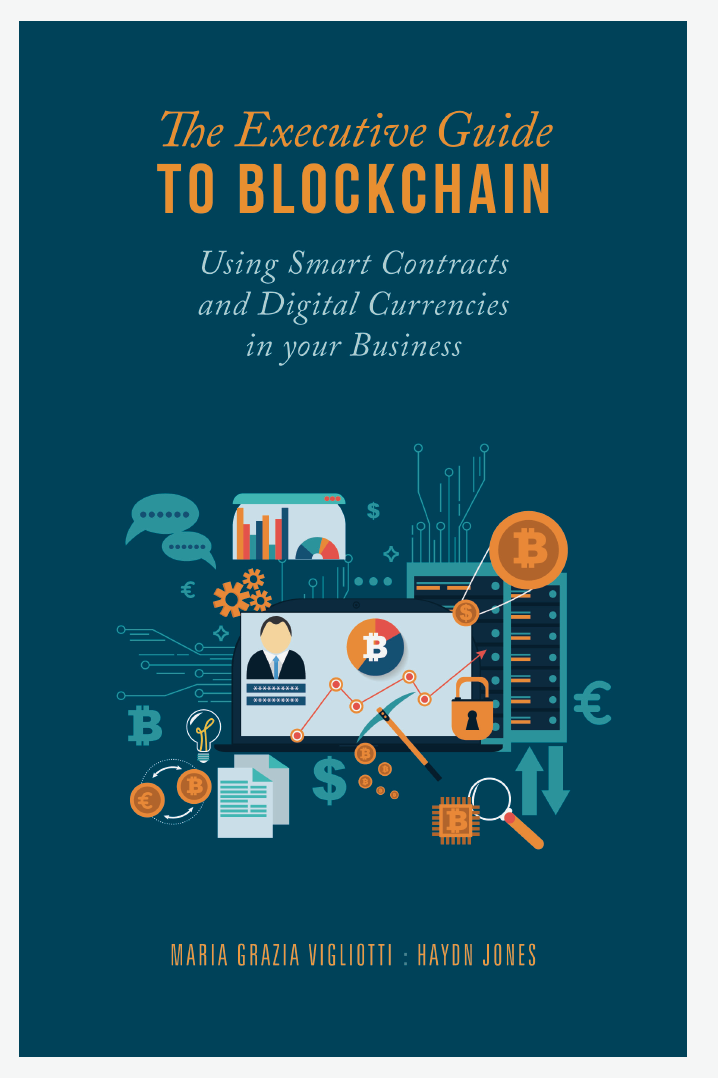 The Executive Guide
TO BLOCKCHAIN
Using Smart Contracts
and Digital Currencies
in your Business
MARIA GRAZIA VIGLIOTTI : HAYDN JONES